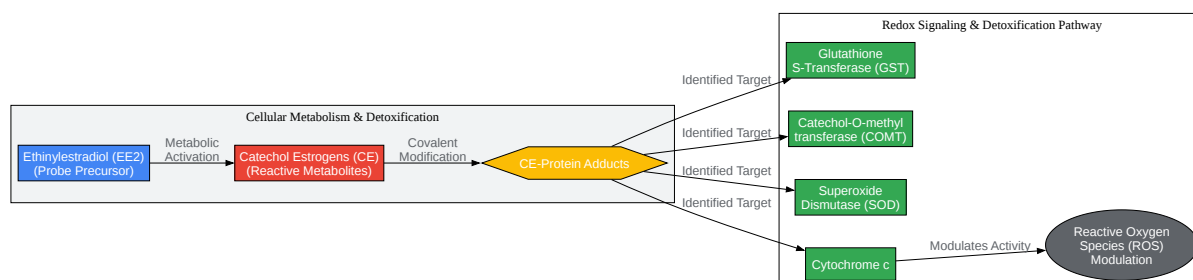 Redox Signaling & Detoxification Pathway
Glutathione
S-Transferase (GST)
Identified Target
Cellular Metabolism & Detoxification
Catechol-O-methyl
transferase (COMT)
Identified Target
Metabolic
Activation
Covalent
Modification
Ethinylestradiol (EE2)
(Probe Precursor)
Catechol Estrogens (CE)
(Reactive Metabolites)
CE-Protein Adducts
Identified Target
Superoxide
Dismutase (SOD)
Identified Target
Cytochrome c
Modulates Activity
Reactive Oxygen
Species (ROS)
Modulation